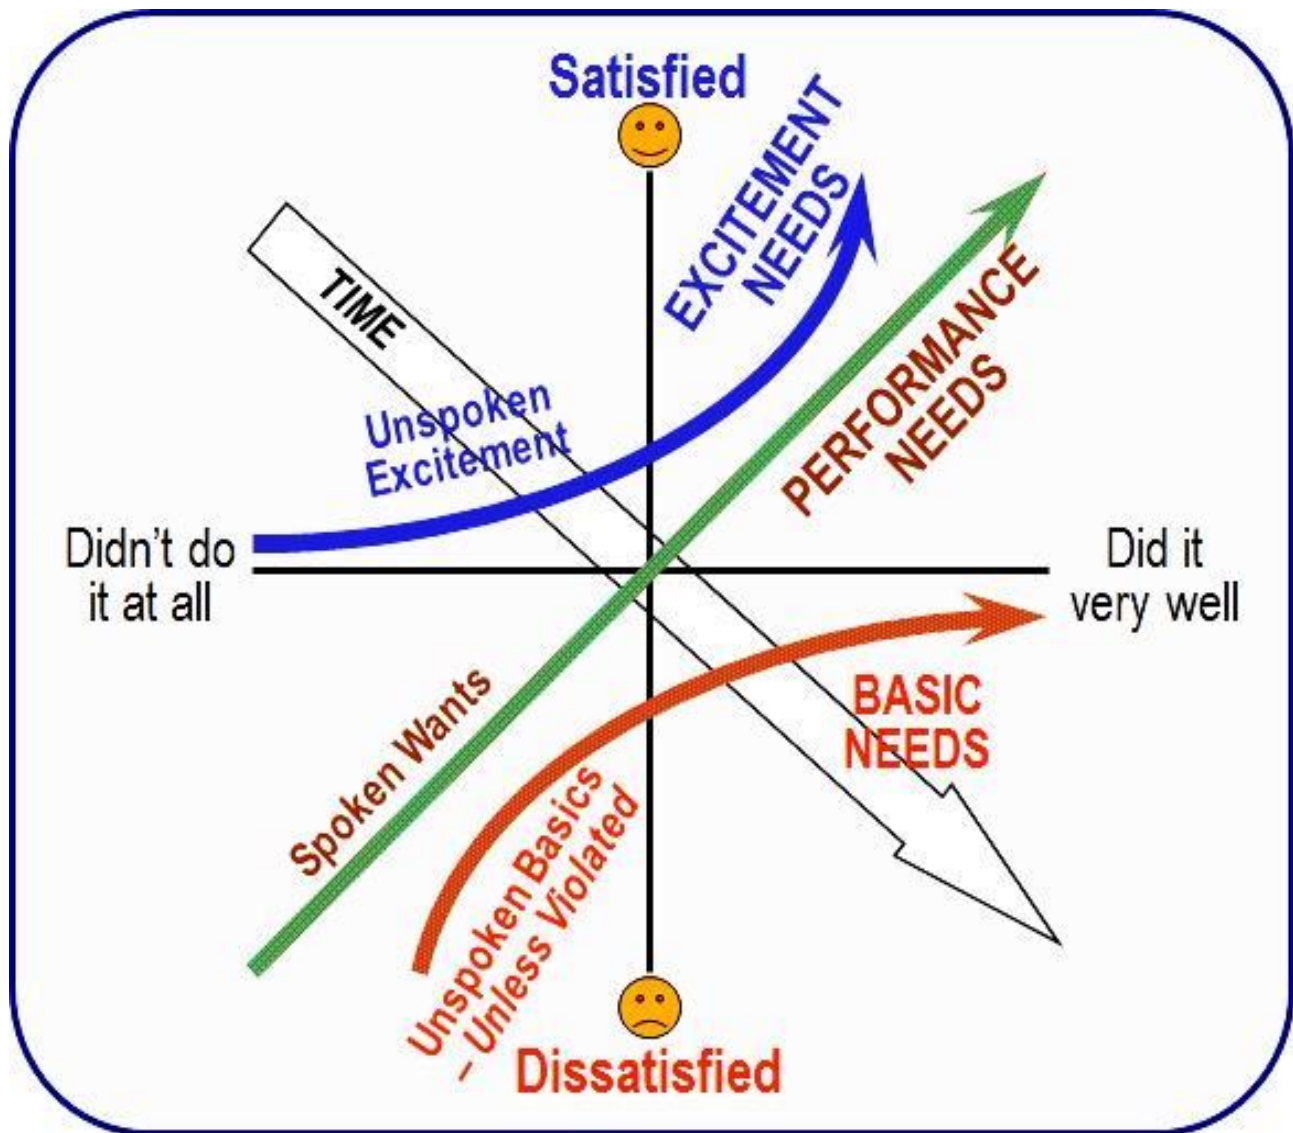 Satisfied
EXCITEMENT
NEEDS
TIME
Unspoken
Excitement
PERFORMANCE
NEEDS
Didn't do
it at all
Did it
very well
Spoken Wants
BASIC
NEEDS
Unspoken Basics
- Unless Violated
Dissatisfied